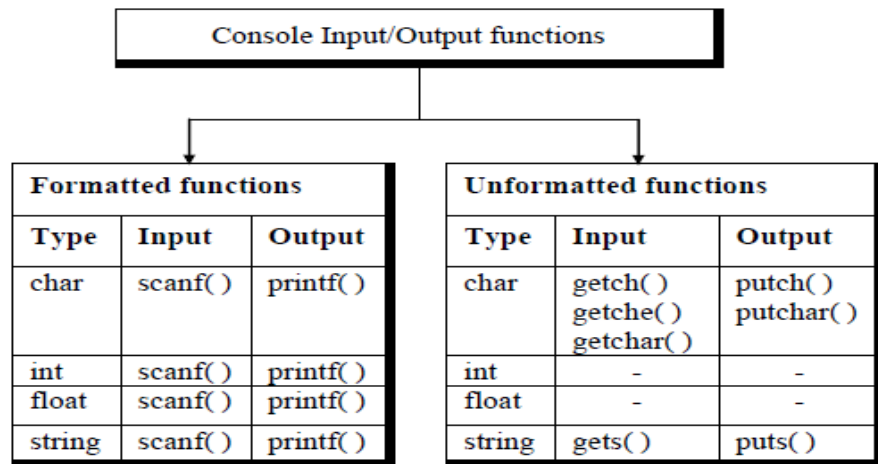 Console Input/Output functions
Formatted functions
Type Input Output
char scanf( ) printf( )
int scanf( ) printf( )
float scanf( ) printf( )
string scanf( ) printf( )
Unformatted functions
Type Input Output
char getch( ) putch( )
getche( ) putchar( )
getchar( )
int - -
float - -
string gets( ) puts( )